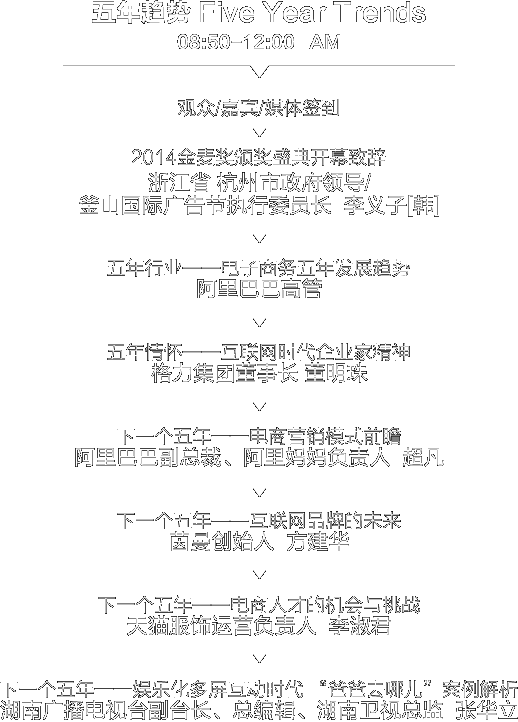 五年趋势 Five Year Trends
08:50–12:00 AM
观众/嘉宾/媒体签到
2014金麦奖颁奖盛典开幕致辞
浙江省 杭州市政府领导/
釜山国际广告节执行委员长 李义子[韩]
五年行业——电子商务五年发展趋势
阿里巴巴高管
五年情怀——互联网时代企业家精神
格力集团董事长 董明珠
下一个五年——电商营销模式前瞻
阿里巴巴副总裁、阿里妈妈负责人 超凡
下一个五年——互联网品牌的未来
茵曼创始人 方建华
下一个五年——电商人才的机会与挑战
天猫服饰运营负责人 李淑君
下一个五年——娱乐化多屏互动时代 “爸爸去哪儿”案例解析
湖南广播电视台副台长、总编辑、湖南卫视总监 张华立